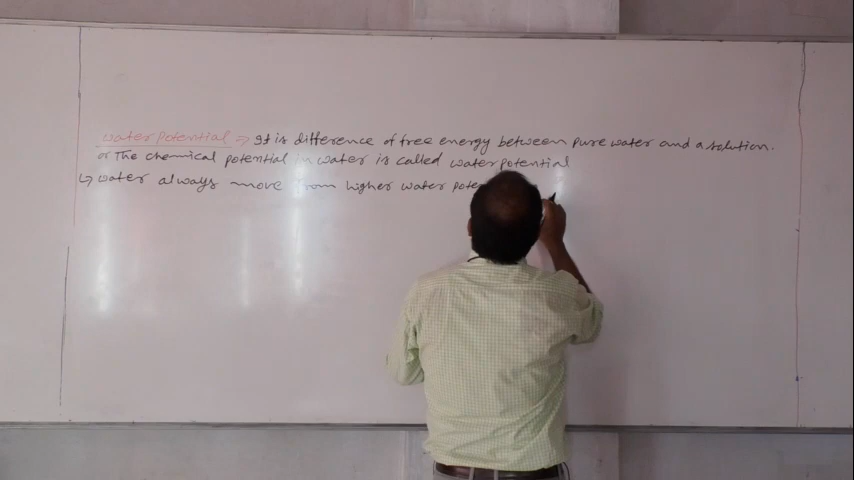 water potential ⇒ It is difference of free energy between pure water and a solution.
or The chemical potential in water is called water potential
↳ water always move from higher water